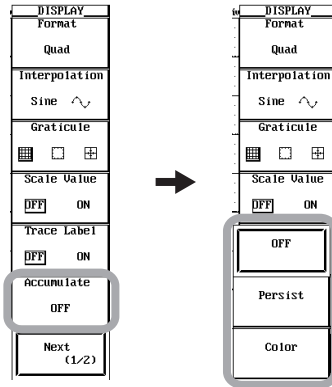 DISPLAY
Format
Quad
Interpolation
Sine
Graticule
Scale Value
OFF ON
Trace Label
OFF ON
Accumulate
OFF
Next
(1/2)
DISPLAY
Format
Quad
Interpolation
Sine
Graticule
Scale Value
OFF ON
OFF
Persist
Color